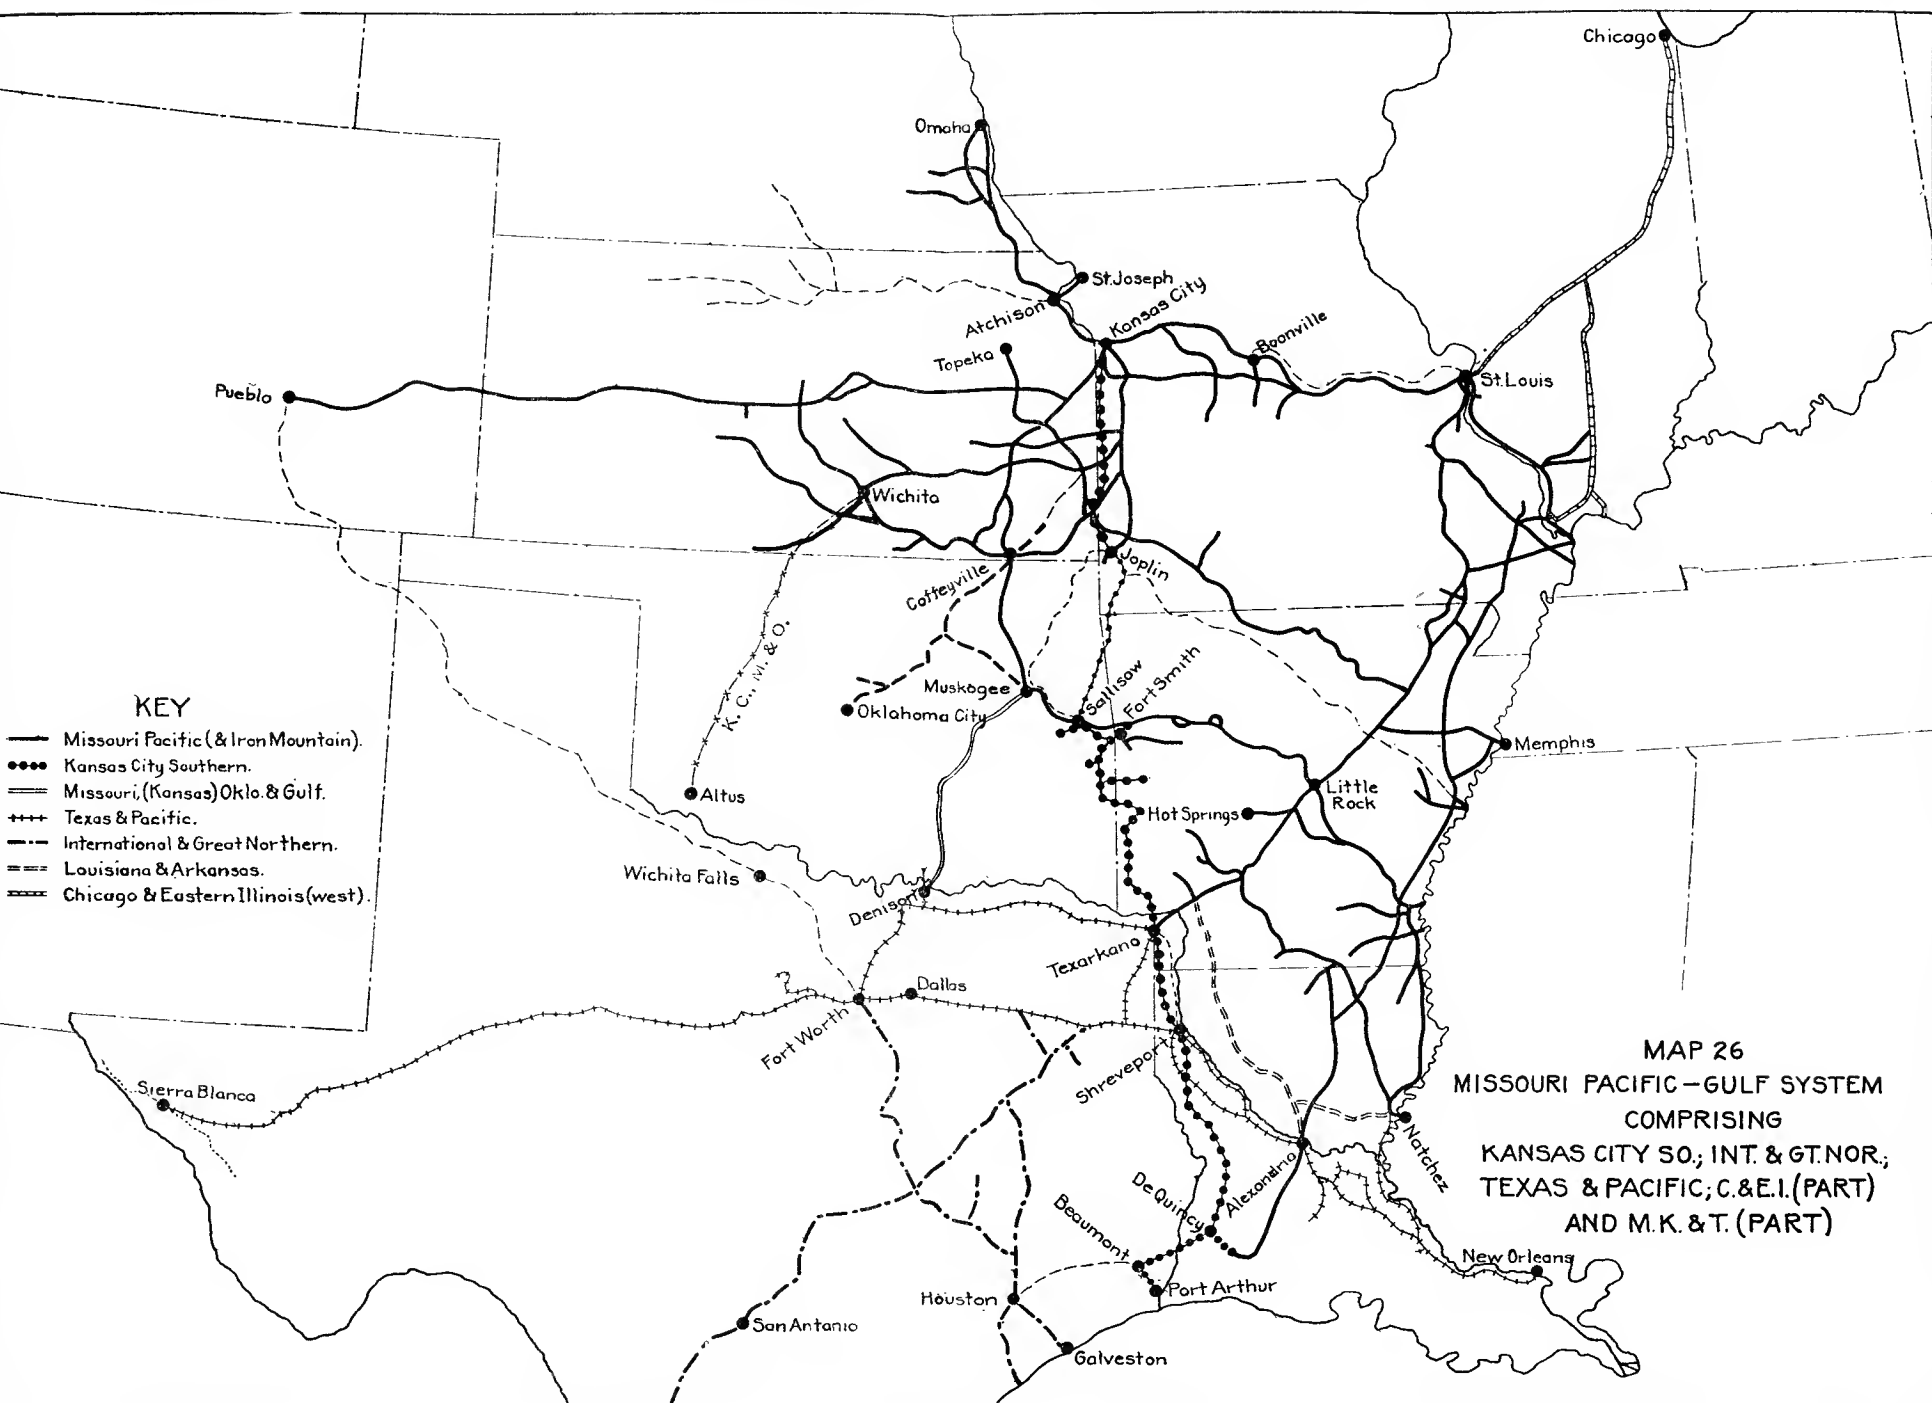 Chicago
Omaha
St. Joseph
Atchison
Kansas City
Boonville
Topeka
Pueblo
St. Louis
Wichita
Joplin
Coffeyville
K. C., M. & O.
Sallisaw
Fort Smith
Muskogee
Oklahoma City
Memphis
Altus
Little
Rock
Hot Springs
KEY
Missouri Pacific (& Iron Mountain).
Kansas City Southern.
Missouri, (Kansas) Okla. & Gulf.
Texas & Pacific.
International & Great Northern.
Louisiana & Arkansas.
Chicago & Eastern Illinois (west).
Wichita Falls
Denison
Texarkana
Dallas
Fort Worth
Shreveport
Sierra Blanca
Natchez
Alexandria
De Quincy
Beaumont
New Orleans
Port Arthur
Houston
San Antonio
Galveston
MAP 26
MISSOURI PACIFIC–GULF SYSTEM
COMPRISING
KANSAS CITY SO.; INT. & GT. NOR.;
TEXAS & PACIFIC; C. & E.I. (PART)
AND M. K. & T. (PART)